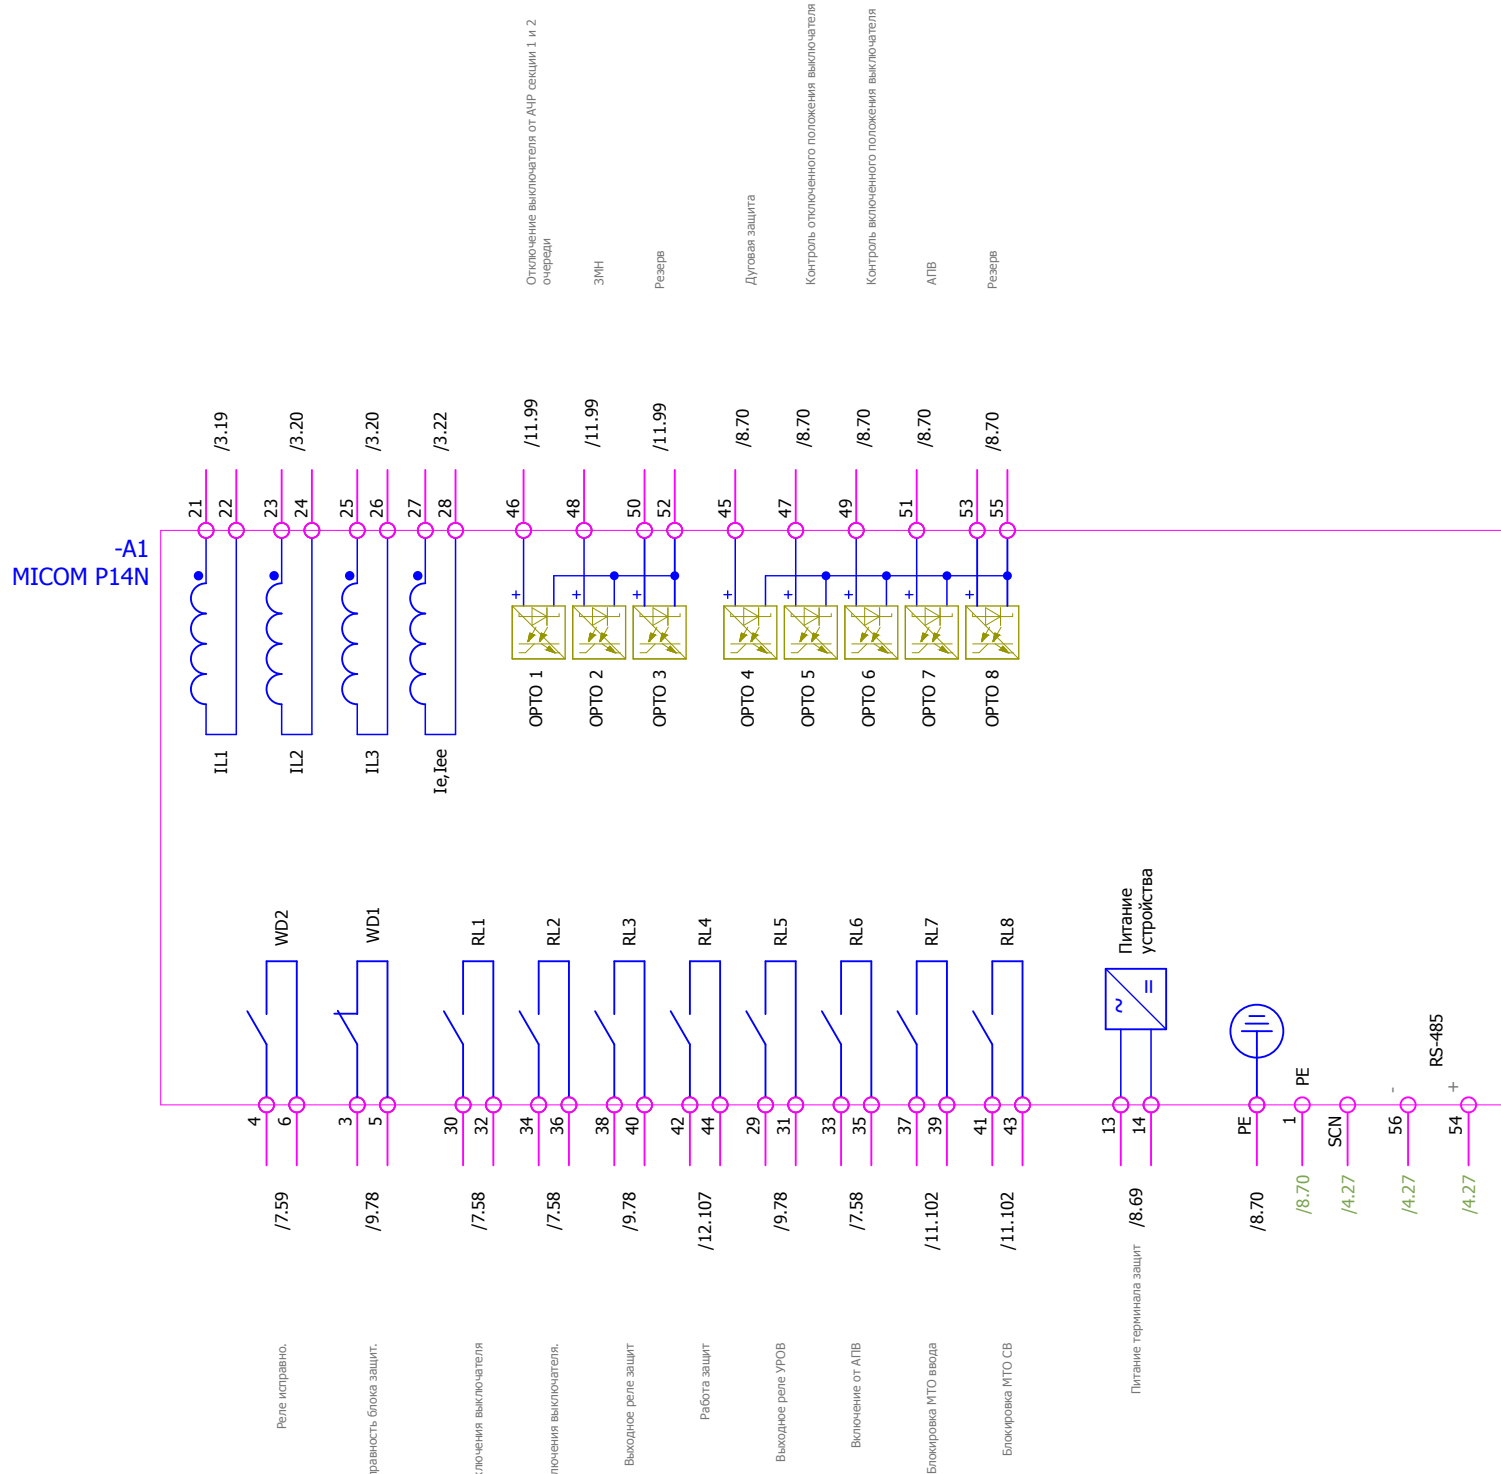 Отключение выключателя от АЧР секции 1 и 2
очереди
ЗМН
Резерв
Дуговая защита
Контроль отключенного положения выключателя
Контроль включенного положения выключателя
АПВ
Резерв
/3.19
/3.20
/3.20
/3.22
/11.99
/11.99
/11.99
/8.70
/8.70
/8.70
/8.70
/8.70
21
22
23
24
25
26
27
28
46
48
50
52
45
47
49
51
53
55
-A1
MICOM P14N
+
+
+
+
+
+
+
+
OPTO 1
OPTO 2
OPTO 3
OPTO 4
OPTO 5
OPTO 6
OPTO 7
OPTO 8
IL1
IL2
IL3
Ie,Iee
WD2
WD1
RL1
RL2
RL3
RL4
RL5
RL6
RL7
RL8
Питание
устройства
~
=
PE
RS-485
-
+
4
6
3
5
30
32
34
36
38
40
42
44
29
31
33
35
37
39
41
43
13
14
PE
1
SCN
56
54
/7.59
/9.78
/7.58
/7.58
/9.78
/12.107
/9.78
/7.58
/11.102
/11.102
/8.69
/8.70
/8.70
/4.27
/4.27
/4.27
Реле исправно.
блока защит.
выключателя
выключателя.
Выходное реле защит
Работа защит
Выходное реле УРОВ
Включение от АПВ
Блокировка МТО ввода
Блокировка МТО СВ
Питание терминала защит